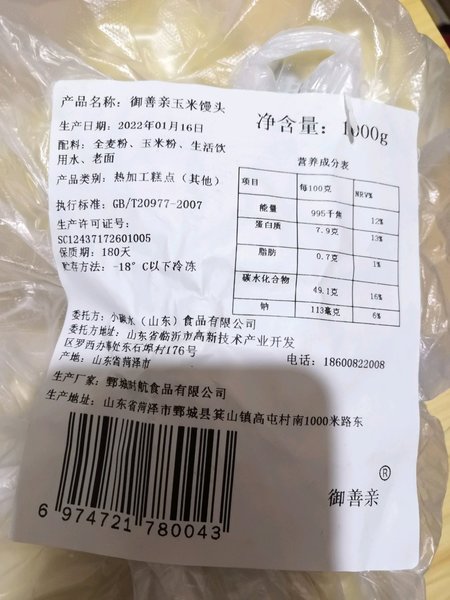 产品名称：御善亲玉米馒头
净含量：1000g
生产日期：2022年01月16日
配料：全麦粉、玉米粉、生活饮
用水、老面
产品类别：热加工糕点（其他）
执行标准：GB/T20977-2007
生产许可证号：
SC12437172601005
保质期：180天
贮存方法：-18°C以下冷冻
营养成分表
项目 每100克 NRV%
能量 995千焦 12%
蛋白质 7.9克 13%
脂肪 0.7克 1%
碳水化合物 49.1克 16%
钠 113毫克 6%
委托方：小碳水（山东）食品有限公司
委托方地址：山东省临沂市高新技术产业开发
区罗西办事处东石埠村176号
电话：18600822008
产地：山东省菏泽市
生产厂家：鄄城航食品有限公司
生产地址：山东省菏泽市鄄城县箕山镇高屯村南1000米路东
6 974721 780043
御善亲®